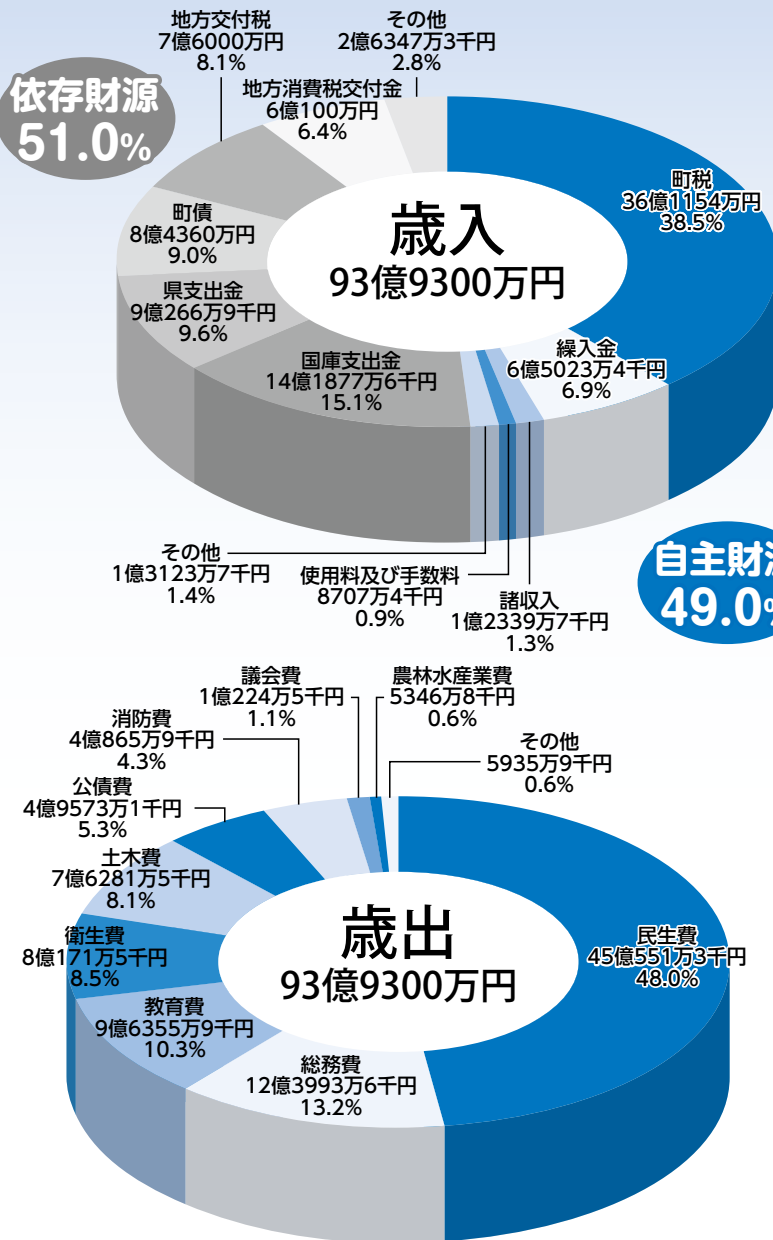 地方交付税
7億6000万円
8.1%
その他
2億6347万3千円
2.8%
地方消費税交付金
6億100万円
6.4%
依存財源
51.0%
町税
36億1154万円
38.5%
歳入
93億9300万円
町債
8億4360万円
9.0%
県支出金
9億266万9千円
9.6%
国庫支出金
14億1877万6千円
15.1%
繰入金
6億5023万4千円
6.9%
その他
1億3123万7千円
1.4%
使用料及び手数料
8707万4千円
0.9%
諸収入
1億2339万7千円
1.3%
自主財源
49.0%
議会費
1億224万5千円
1.1%
農林水産業費
5346万8千円
0.6%
消防費
4億865万9千円
4.3%
その他
5935万9千円
0.6%
公債費
4億9573万1千円
5.3%
土木費
7億6281万5千円
8.1%
衛生費
8億171万5千円
8.5%
歳出
93億9300万円
民生費
45億551万3千円
48.0%
教育費
9億6355万9千円
10.3%
総務費
12億3993万6千円
13.2%